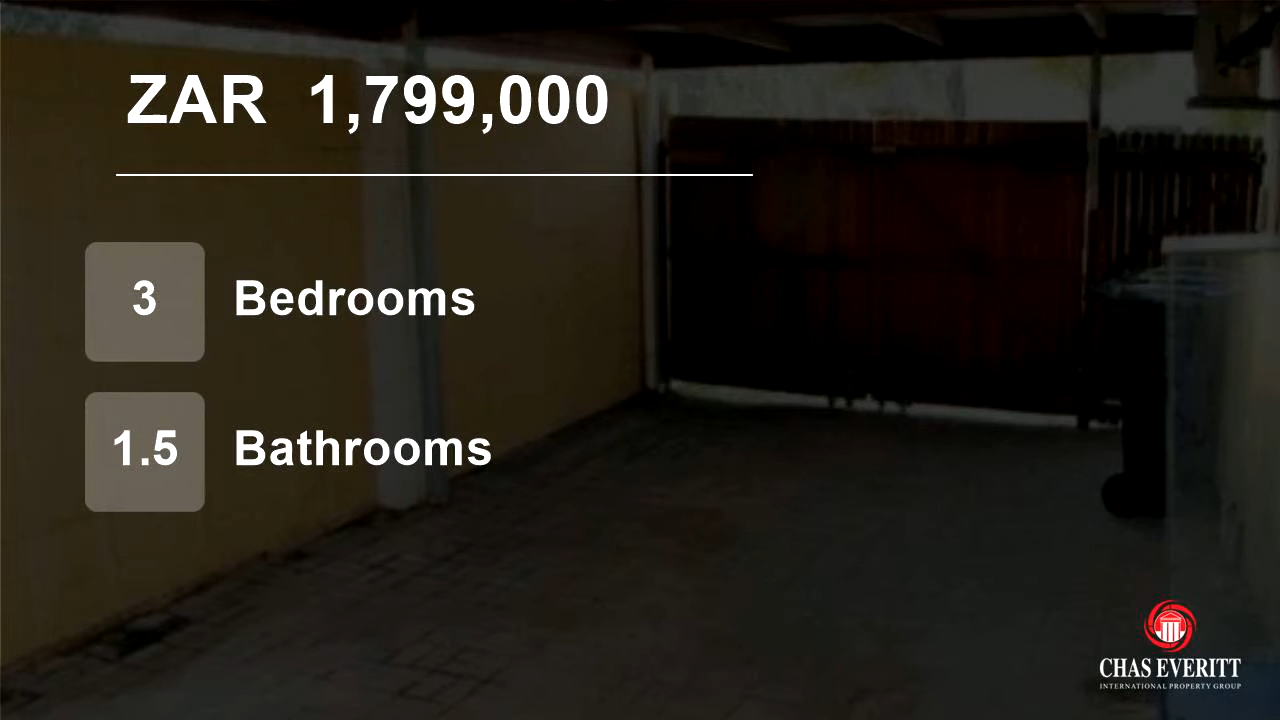 ZAR 1,799,000
3 Bedrooms
1.5 Bathrooms
CHAS EVERITT
INTERNATIONAL PROPERTY GROUP